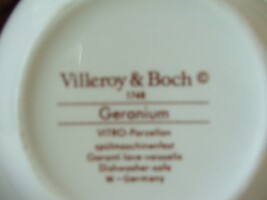 Villeroy & Boch ©
1748
Geranium
VITRO-Porzellan
spülmaschinenfest
Garanti lave-vaisselle
Dishwasher-safe
W.-Germany